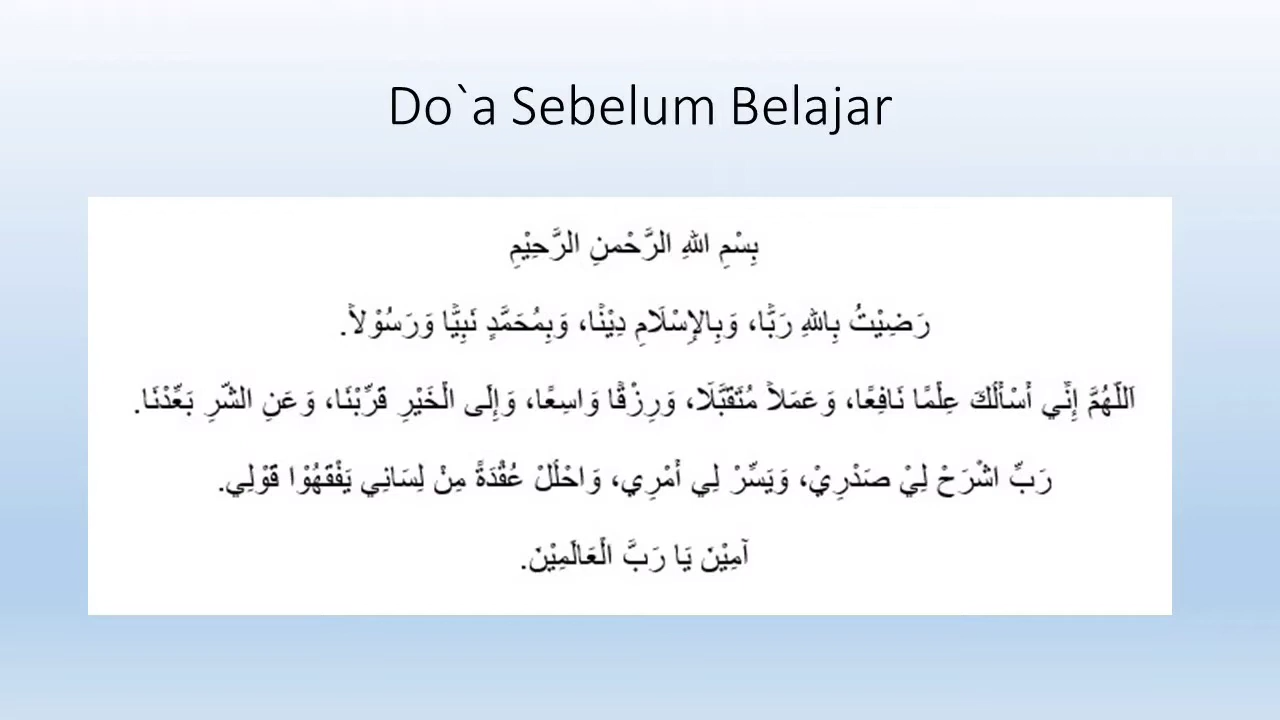 Do`a Sebelum Belajar
بِسْمِ اللهِ الرَّحْمنِ الرَّحِيْمِ
رَضِيْتُ بِاللهِ رَبًّا، وَبِالإِسْلَامِ دِيْنًا، وَبِمُحَمَّدٍ نَبِيًّا وَرَسُوْلاً.
اَللّهُمَّ إِنِّي أَسْأَلُكَ عِلْمًا نَافِعًا، وَعَمَلاً مُتَقَبَّلَا، وَرِزْقًا وَاسِعًا، وَإِلَى الْخَيْرِ قَرِّبْنَا، وَعَنِ الشّرِ بَعِّدْنَا.
رَبِّ اشْرَحْ لِيْ صَدْرِيْ، وَيَسِّرْ لِي أَمْرِي، وَاحْلُلْ عُقْدَةً مِنْ لِسَانِي يَفْقَهُوْا قَوْلِي.
آمِيْنَ يَا رَبَّ الْعَالَمِيْنَ.